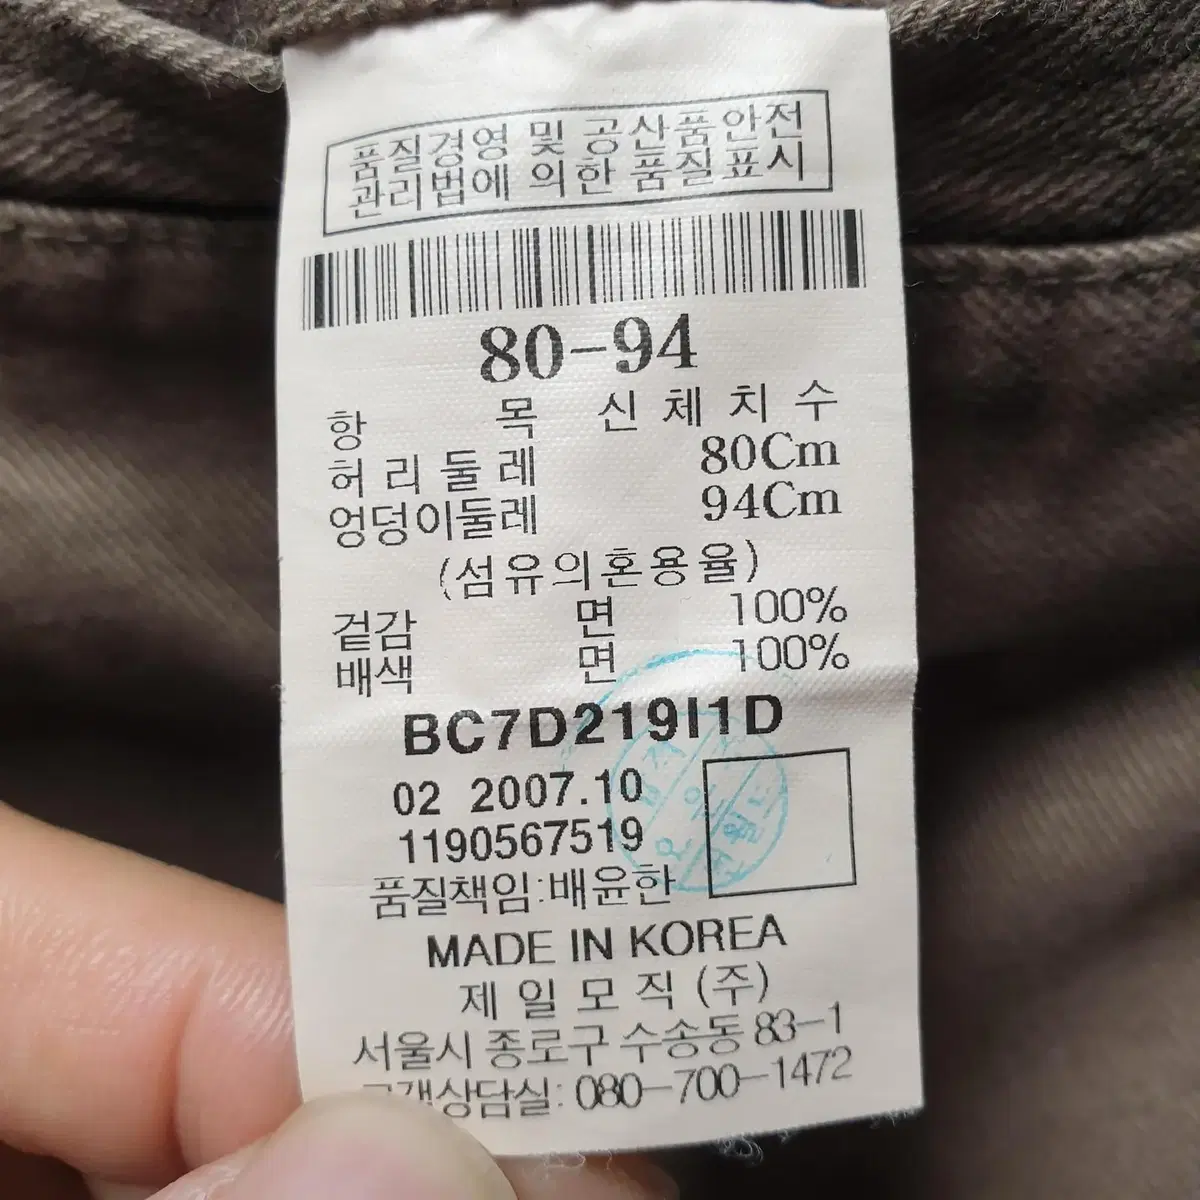 품질경영 및 공산품안전
관리법에 의한 품질표시
80-94
항 목 신 체 치 수
허 리 둘 레 80Cm
엉덩이둘레 94Cm
(섬유의혼용율)
겉감 면 100%
배색 면 100%
BC7D219I1D
02 2007.10
1190567519
품질책임:배윤한
MADE IN KOREA
제 일 모 직 (주)
서울시 종로구 수송동 83-1
고객상담실: 080-700-1472